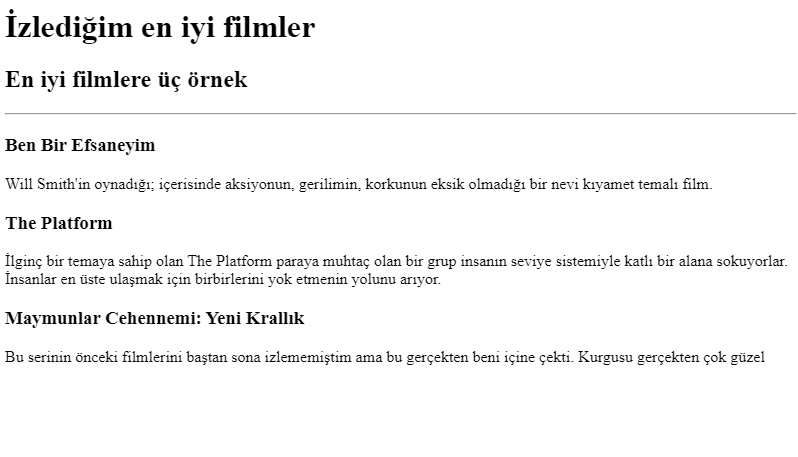 İzlediğim en iyi filmler
En iyi filmlere üç örnek
Ben Bir Efsaneyim
Will Smith'in oynadığı; içerisinde aksiyonun, gerilimin, korkunun eksik olmadığı bir nevi kıyamet temalı film.
The Platform
İlginç bir temaya sahip olan The Platform paraya muhtaç olan bir grup insanın seviye sistemiyle katlı bir alana sokuyorlar.
İnsanlar en üste ulaşmak için birbirlerini yok etmenin yolunu arıyor.
Maymunlar Cehennemi: Yeni Krallık
Bu serinin önceki filmlerini baştan sona izlememiştim ama bu gerçekten beni içine çekti. Kurgusu gerçekten çok güzel